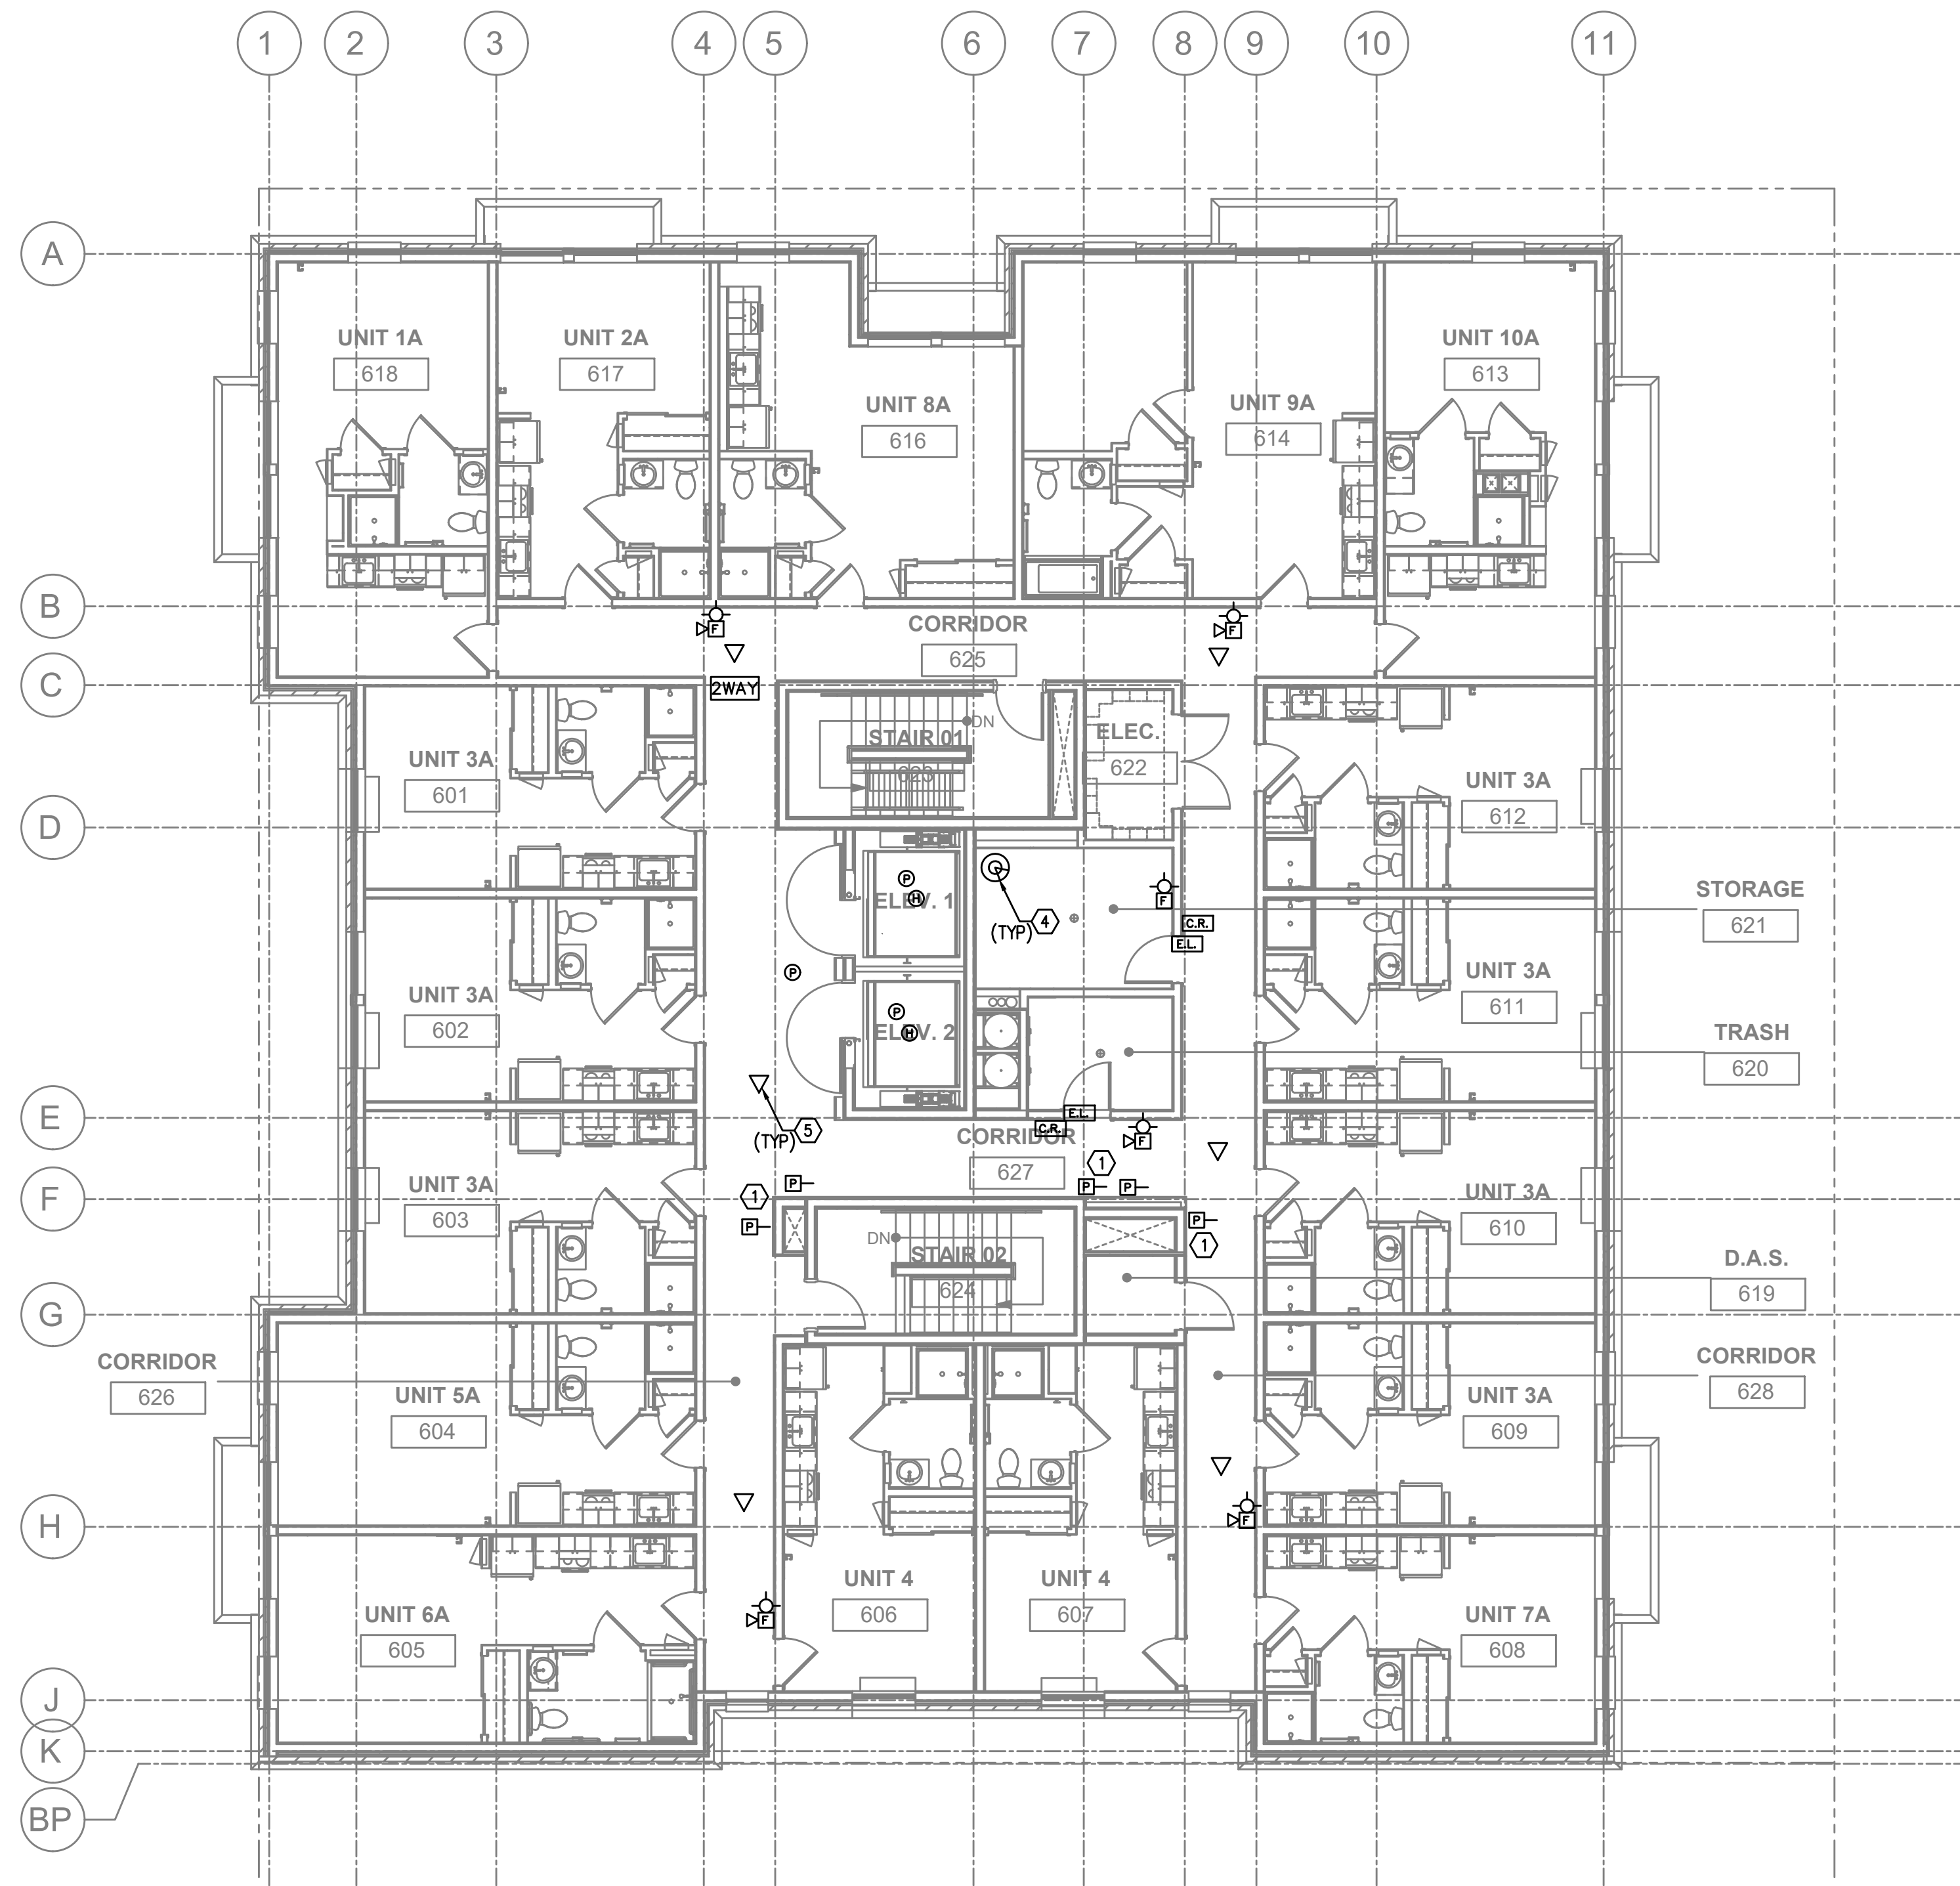 1 2 3 4 5 6 7 8 9 10 11
A
UNIT 1A
618
UNIT 2A
617
UNIT 8A
616
UNIT 9A
614
UNIT 10A
613
B
F
F
CORRIDOR
625
C
2WAY
DN
STAIR 01
623
ELEC.
622
UNIT 3A
601
UNIT 3A
612
D
P
H
ELEV. 1
4
(TYP)
F
C.R.
E.L.
STORAGE
621
UNIT 3A
602
P
P
H
ELEV. 2
UNIT 3A
611
TRASH
620
E
5
(TYP)
E.L.
C.R.
F
CORRIDOR
627
1
F
UNIT 3A
603
1
P
P
P
P
P
1
UNIT 3A
610
DN
STAIR 02
624
D.A.S.
619
G
CORRIDOR
626
UNIT 5A
604
UNIT 3A
609
CORRIDOR
628
H
F
F
UNIT 6A
605
UNIT 4
606
UNIT 4
607
UNIT 7A
608
J
K
BP